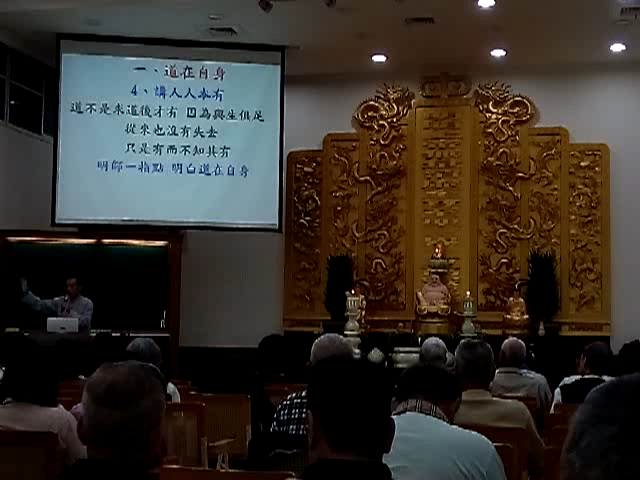 一、道在自身
4、講人人本有
道不是求道後才有 因為與生俱足
從來也沒有失去
只是有而不知其有
明師一指點 明白道在自身